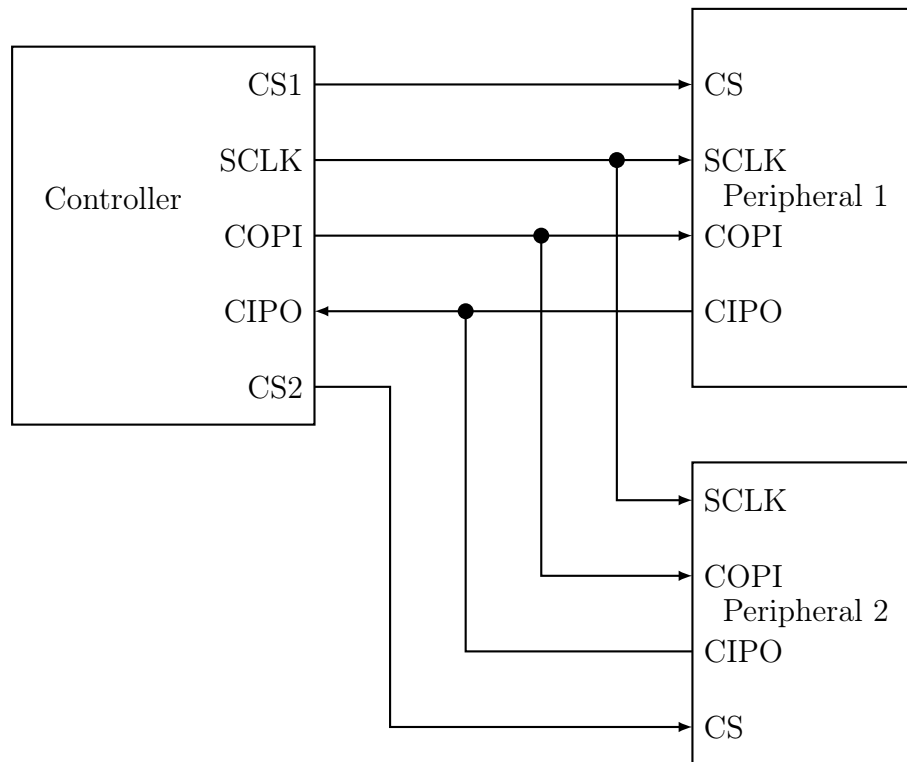 Controller
CS1
SCLK
COPI
CIPO
CS2
CS
SCLK
Peripheral 1
COPI
CIPO
SCLK
COPI
Peripheral 2
CIPO
CS